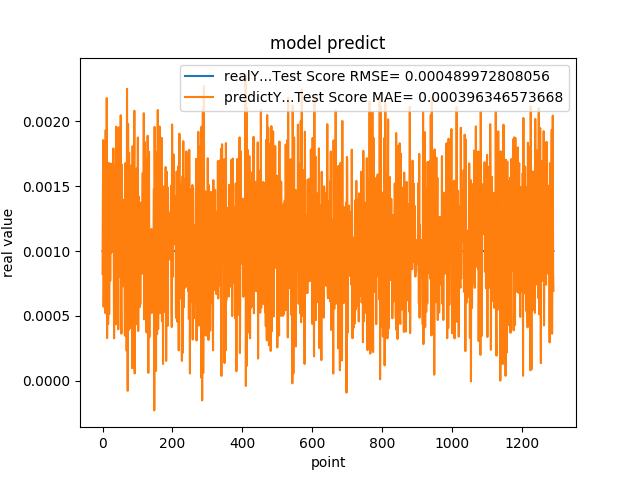 model predict
realY...Test Score RMSE= 0.000489972808056
predictY...Test Score MAE= 0.000396346573668
real value
0.0020
0.0015
0.0010
0.0005
0.0000
0 200 400 600 800 1000 1200
point